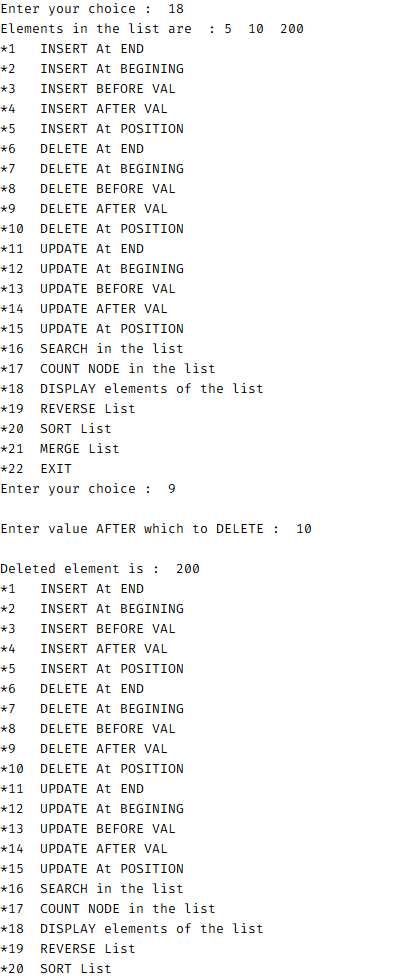 Enter your choice :  18
Elements in the list are  : 5  10  200
*1   INSERT At END
*2   INSERT At BEGINING
*3   INSERT BEFORE VAL
*4   INSERT AFTER VAL
*5   INSERT At POSITION
*6   DELETE At END
*7   DELETE At BEGINING
*8   DELETE BEFORE VAL
*9   DELETE AFTER VAL
*10  DELETE At POSITION
*11  UPDATE At END
*12  UPDATE At BEGINING
*13  UPDATE BEFORE VAL
*14  UPDATE AFTER VAL
*15  UPDATE At POSITION
*16  SEARCH in the list
*17  COUNT NODE in the list
*18  DISPLAY elements of the list
*19  REVERSE List
*20  SORT List
*21  MERGE List
*22  EXIT
Enter your choice :  9
Enter value AFTER which to DELETE :  10
Deleted element is :  200
*1   INSERT At END
*2   INSERT At BEGINING
*3   INSERT BEFORE VAL
*4   INSERT AFTER VAL
*5   INSERT At POSITION
*6   DELETE At END
*7   DELETE At BEGINING
*8   DELETE BEFORE VAL
*9   DELETE AFTER VAL
*10  DELETE At POSITION
*11  UPDATE At END
*12  UPDATE At BEGINING
*13  UPDATE BEFORE VAL
*14  UPDATE AFTER VAL
*15  UPDATE At POSITION
*16  SEARCH in the list
*17  COUNT NODE in the list
*18  DISPLAY elements of the list
*19  REVERSE List
*20  SORT List